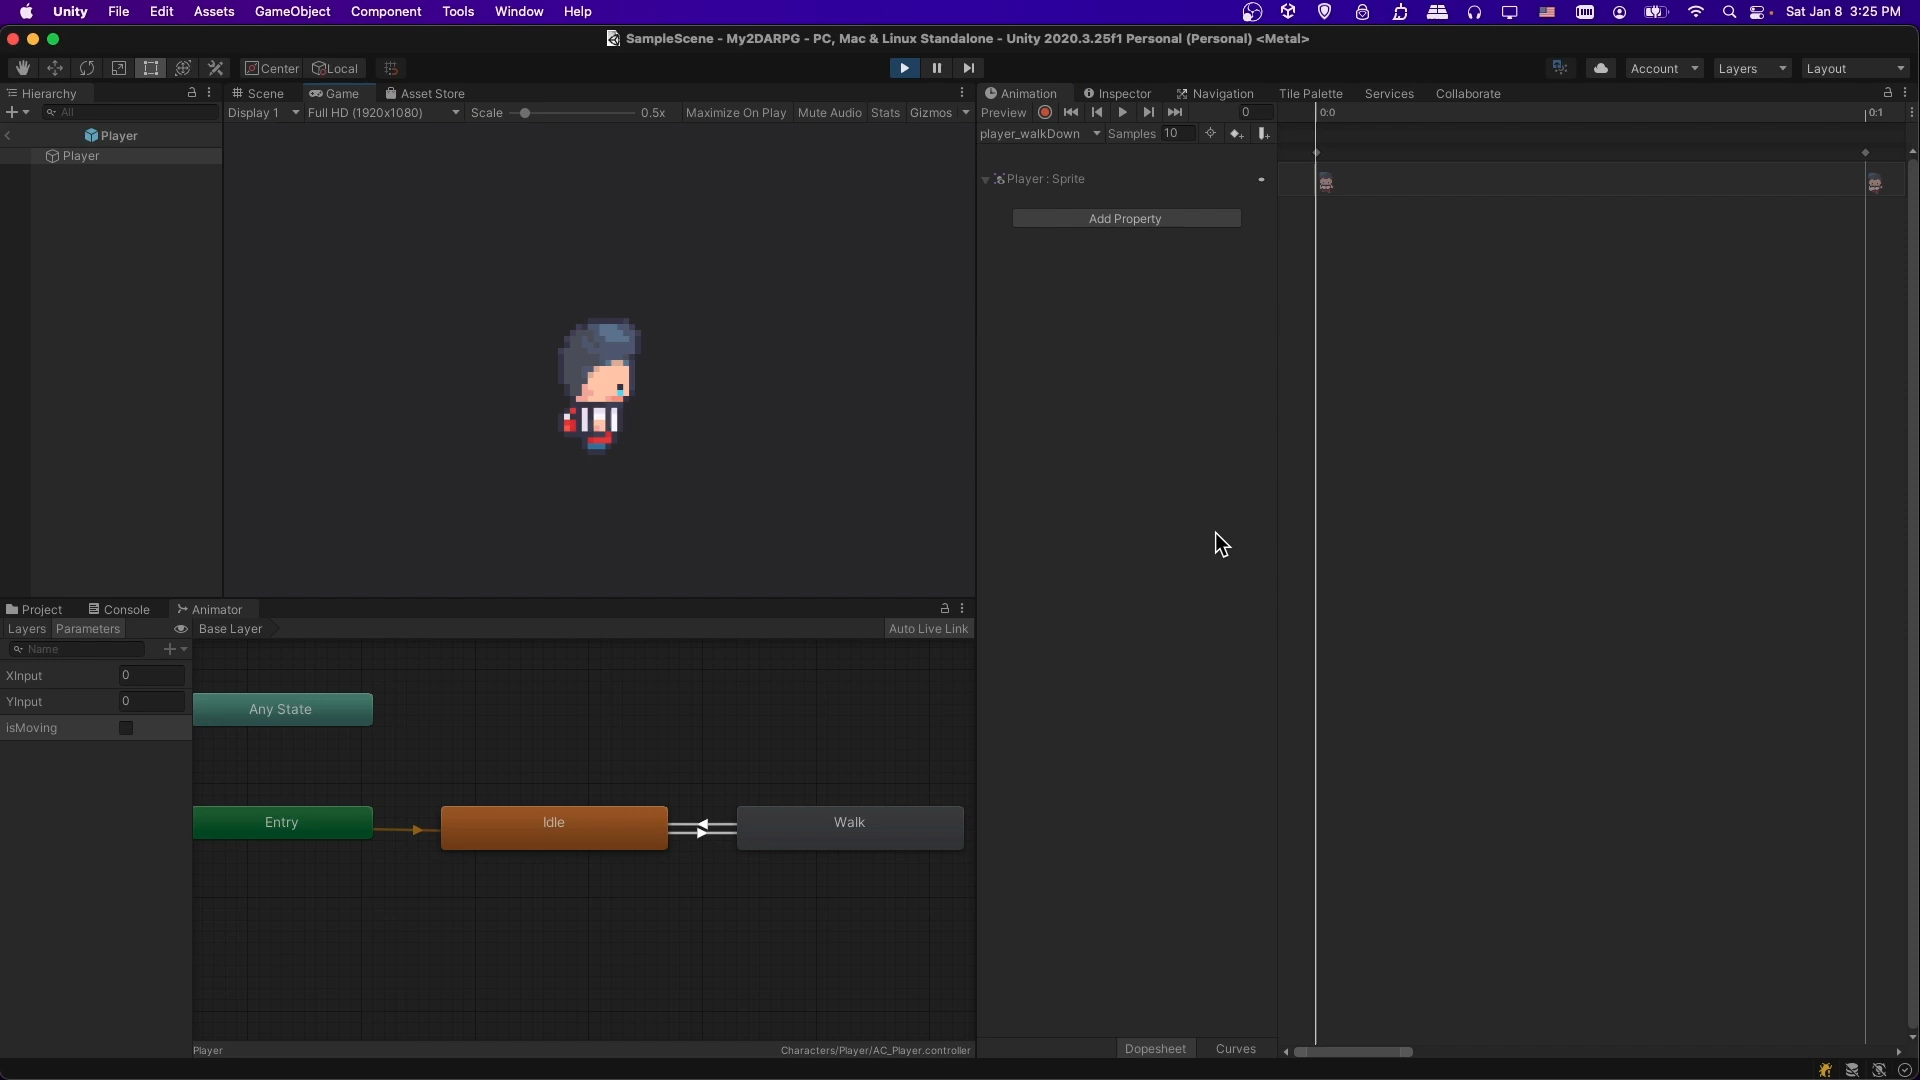 Unity File Edit Assets GameObject Component Tools Window Help Sat Jan 8 3:25 PM
SampleScene - My2DARPG - PC, Mac & Linux Standalone - Unity 2020.3.25f1 Personal (Personal) <Metal>
Center Local Account Layers Layout
Hierarchy Scene Game Asset Store Animation Inspector Navigation Tile Palette Services Collaborate
All Display 1 Full HD (1920x1080) Scale 0.5x Maximize On Play Mute Audio Stats Gizmos Preview 0 0:0 0:1
Player player_walkDown Samples 10
Player
Player : Sprite
Add Property
Project Console Animator
Layers Parameters Base Layer Auto Live Link
Name
XInput 0
YInput 0
isMoving
Any State
Entry Idle Walk
Player Characters/Player/AC_Player.controller Dopesheet Curves